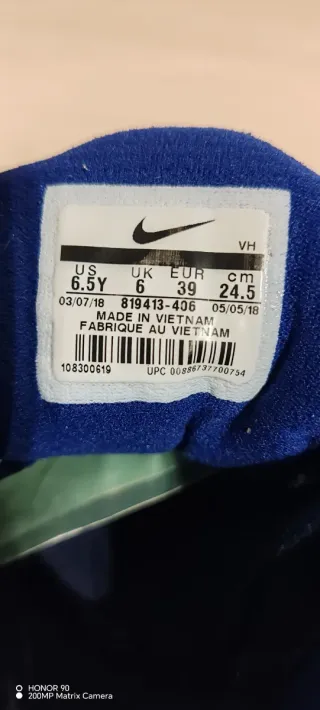 VH
US UK EUR cm
6.5Y 6 39 24.5
03/07/18 819413-406 05/05/18
MADE IN VIETNAM
FABRIQUE AU VIETNAM
108300619 UPC 00886737700754
HONOR 90
200MP Matrix Camera